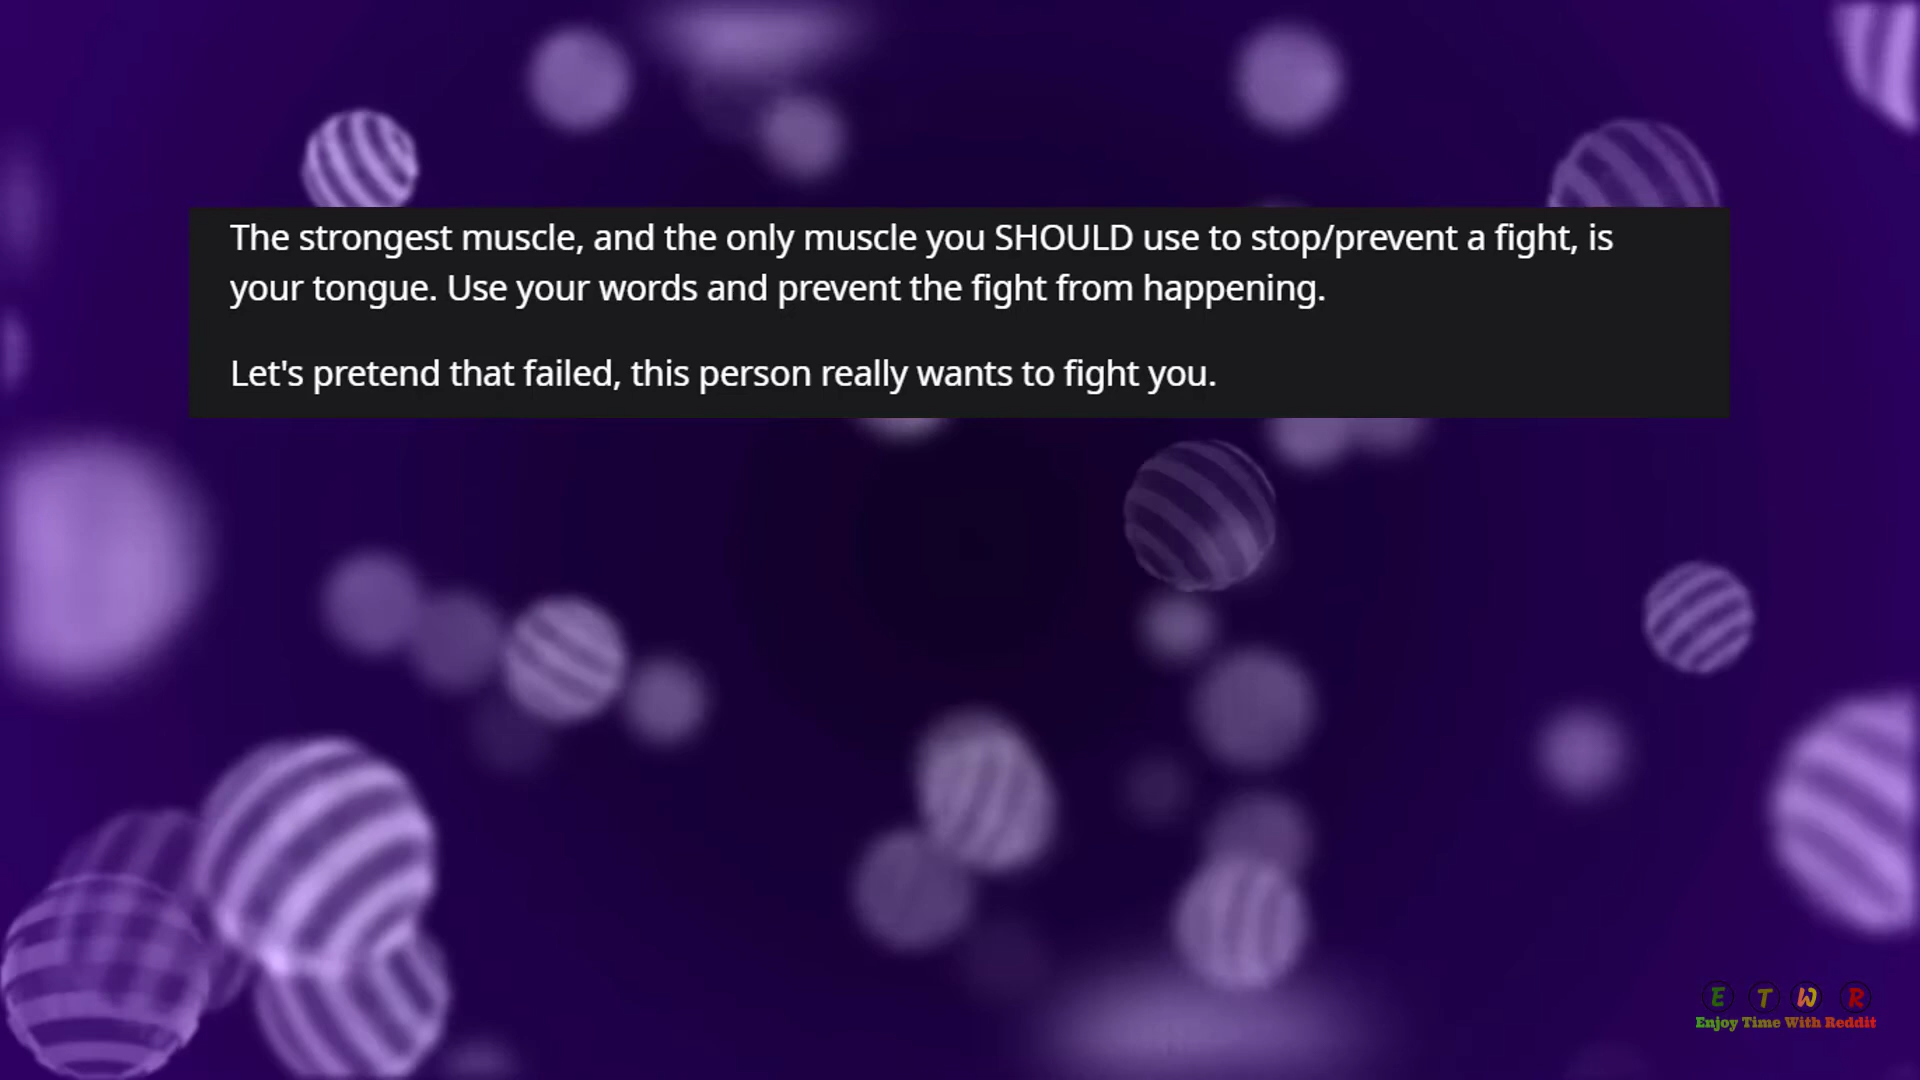 The strongest muscle, and the only muscle you SHOULD use to stop/prevent a fight, is
your tongue. Use your words and prevent the fight from happening.
Let's pretend that failed, this person really wants to fight you.
E T W R
Enjoy Time With Reddit